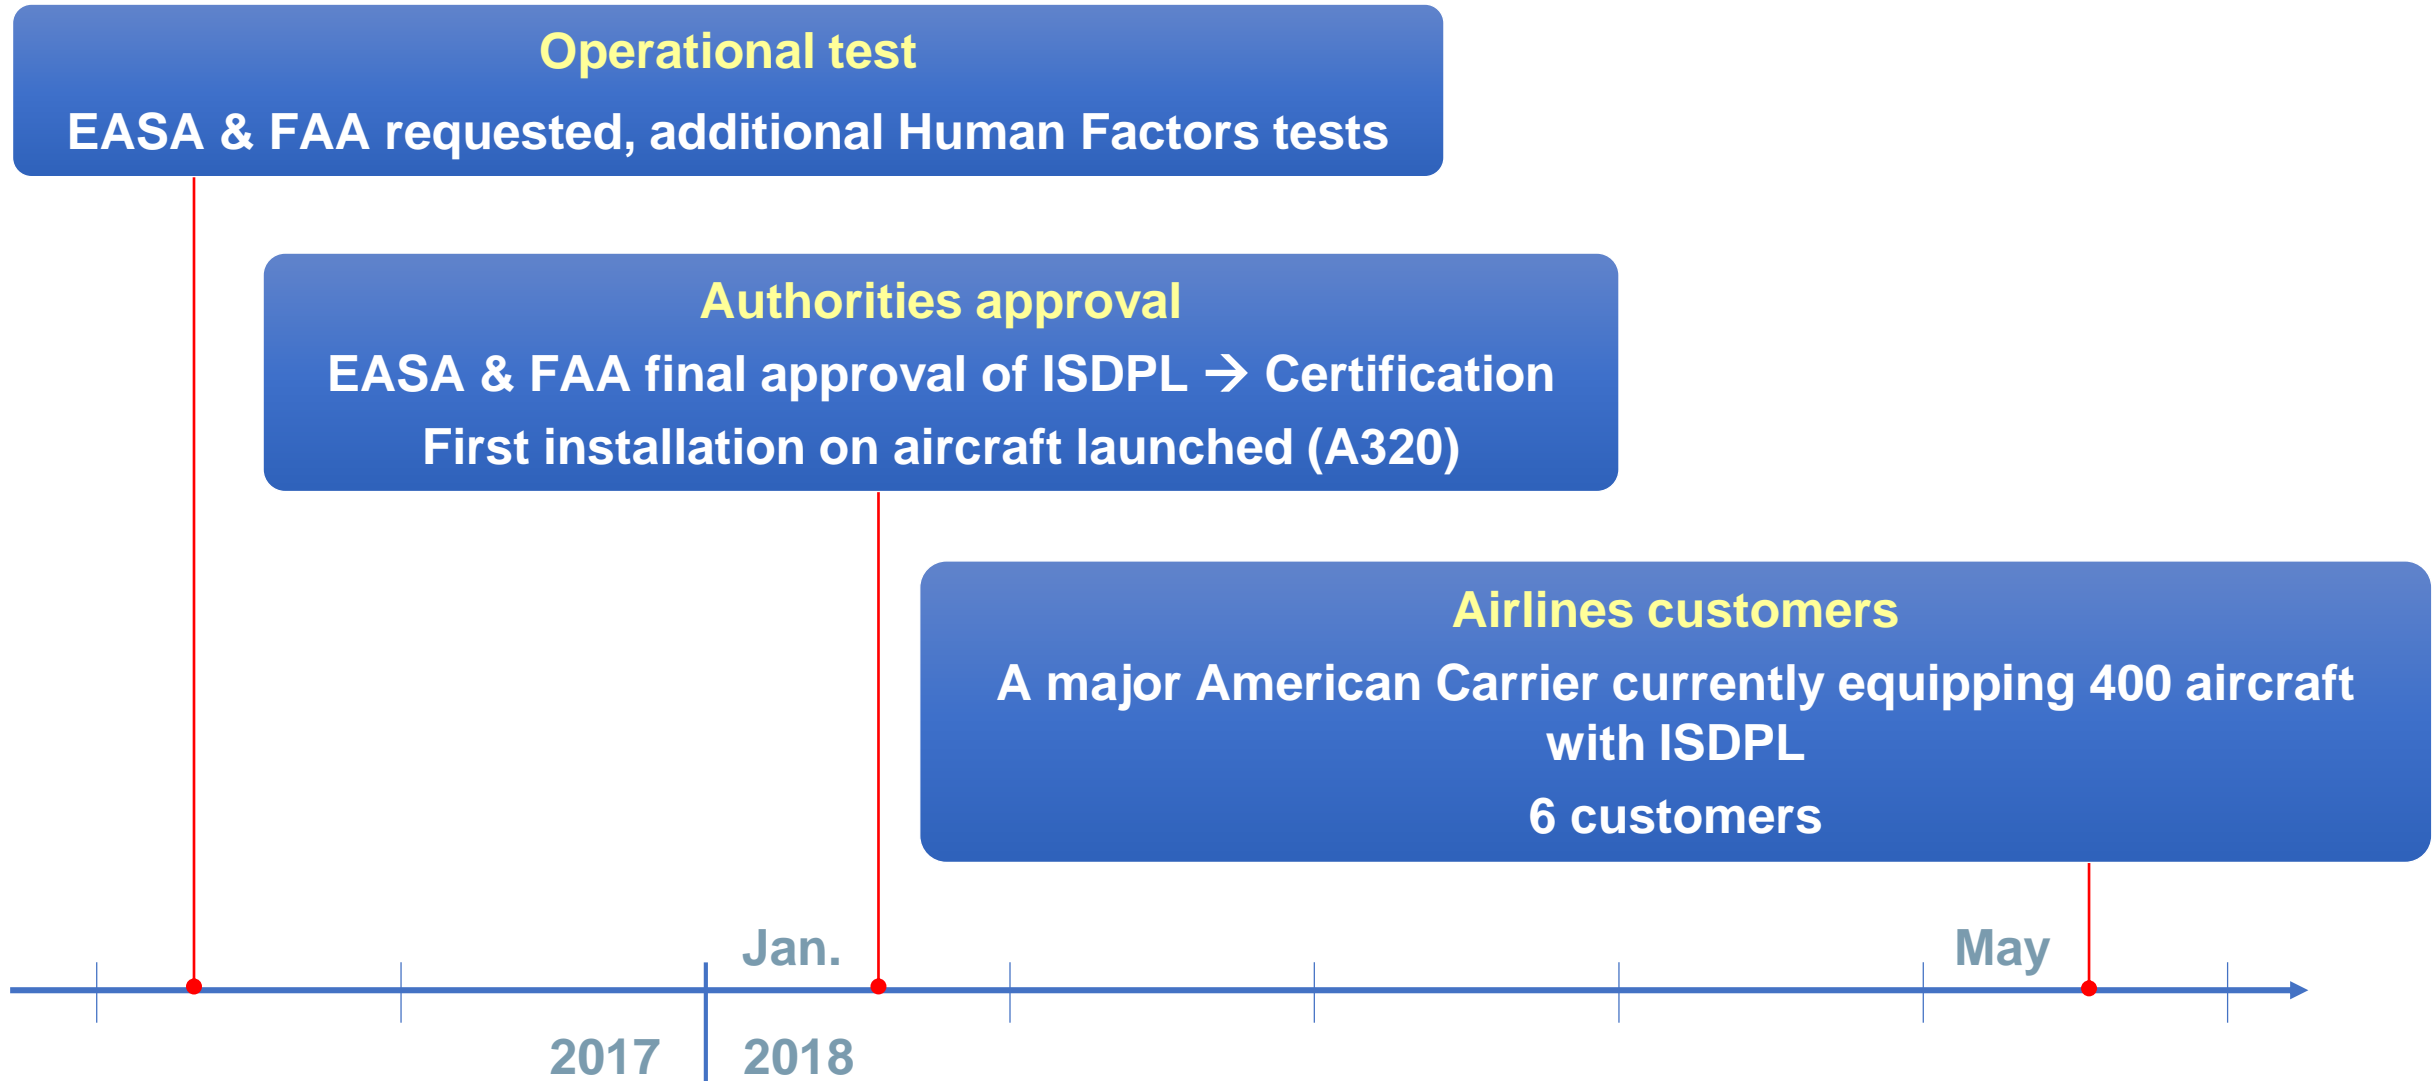 Operational test
EASA & FAA requested, additional Human Factors tests
Authorities approval
EASA & FAA final approval of ISDPL → Certification
First installation on aircraft launched (A320)
Airlines customers
A major American Carrier currently equipping 400 aircraft
with ISDPL
6 customers
Jan.
May
2017
2018